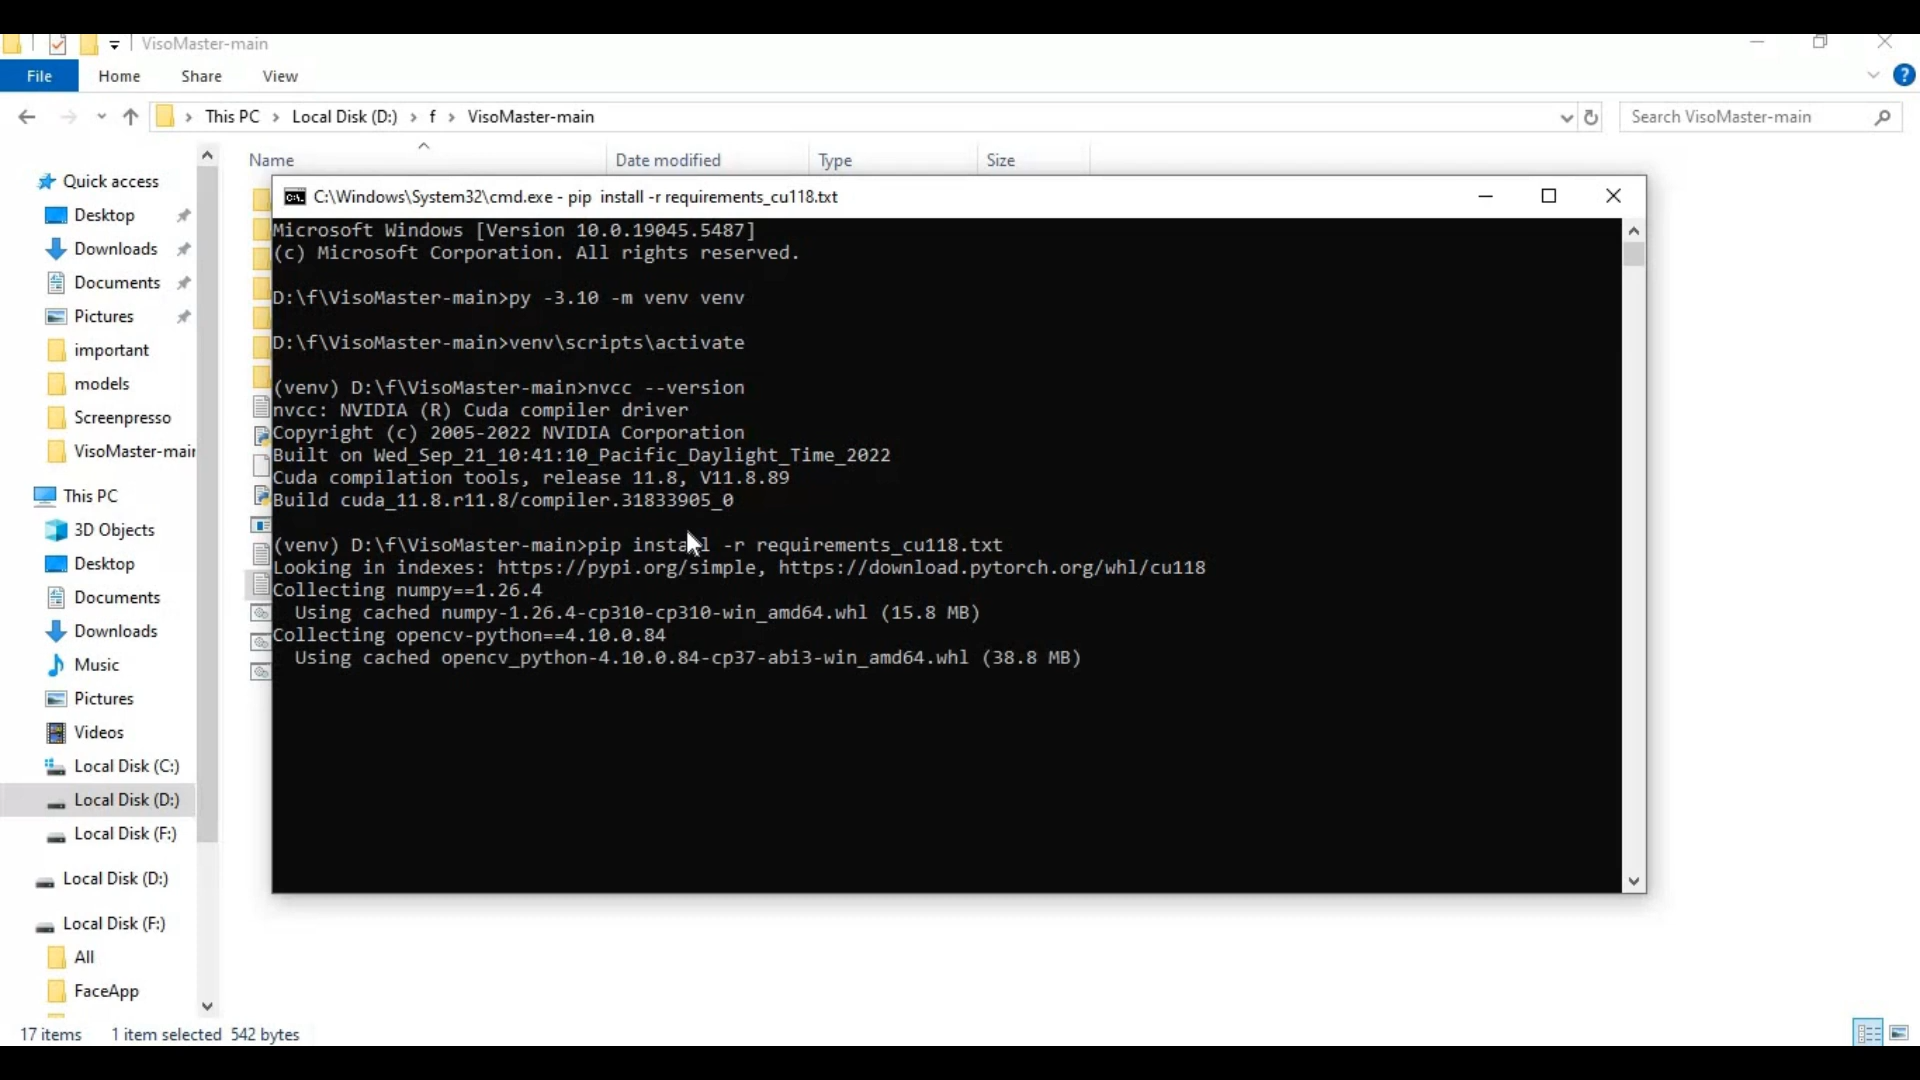 VisoMaster-main
File
Home
Share
View
This PC
Local Disk (D:)
f
VisoMaster-main
Search VisoMaster-main
Name
Date modified
Type
Size
Quick access
Desktop
Downloads
Documents
Pictures
important
models
Screenpresso
VisoMaster-main
This PC
3D Objects
Desktop
Documents
Downloads
Music
Pictures
Videos
Local Disk (C:)
Local Disk (D:)
Local Disk (F:)
Local Disk (D:)
Local Disk (F:)
All
FaceApp
C:\Windows\System32\cmd.exe - pip  install -r requirements_cu118.txt
Microsoft Windows [Version 10.0.19045.5487]
(c) Microsoft Corporation. All rights reserved.
D:\f\VisoMaster-main>py -3.10 -m venv venv
D:\f\VisoMaster-main>venv\scripts\activate
(venv) D:\f\VisoMaster-main>nvcc --version
nvcc: NVIDIA (R) Cuda compiler driver
Copyright (c) 2005-2022 NVIDIA Corporation
Built on Wed_Sep_21_10:41:10_Pacific_Daylight_Time_2022
Cuda compilation tools, release 11.8, V11.8.89
Build cuda_11.8.r11.8/compiler.31833905_0
(venv) D:\f\VisoMaster-main>pip install -r requirements_cu118.txt
Looking in indexes: https://pypi.org/simple, https://download.pytorch.org/whl/cu118
Collecting numpy==1.26.4
Using cached numpy-1.26.4-cp310-cp310-win_amd64.whl (15.8 MB)
Collecting opencv-python==4.10.0.84
Using cached opencv_python-4.10.0.84-cp37-abi3-win_amd64.whl (38.8 MB)
17 items
1 item selected  542 bytes